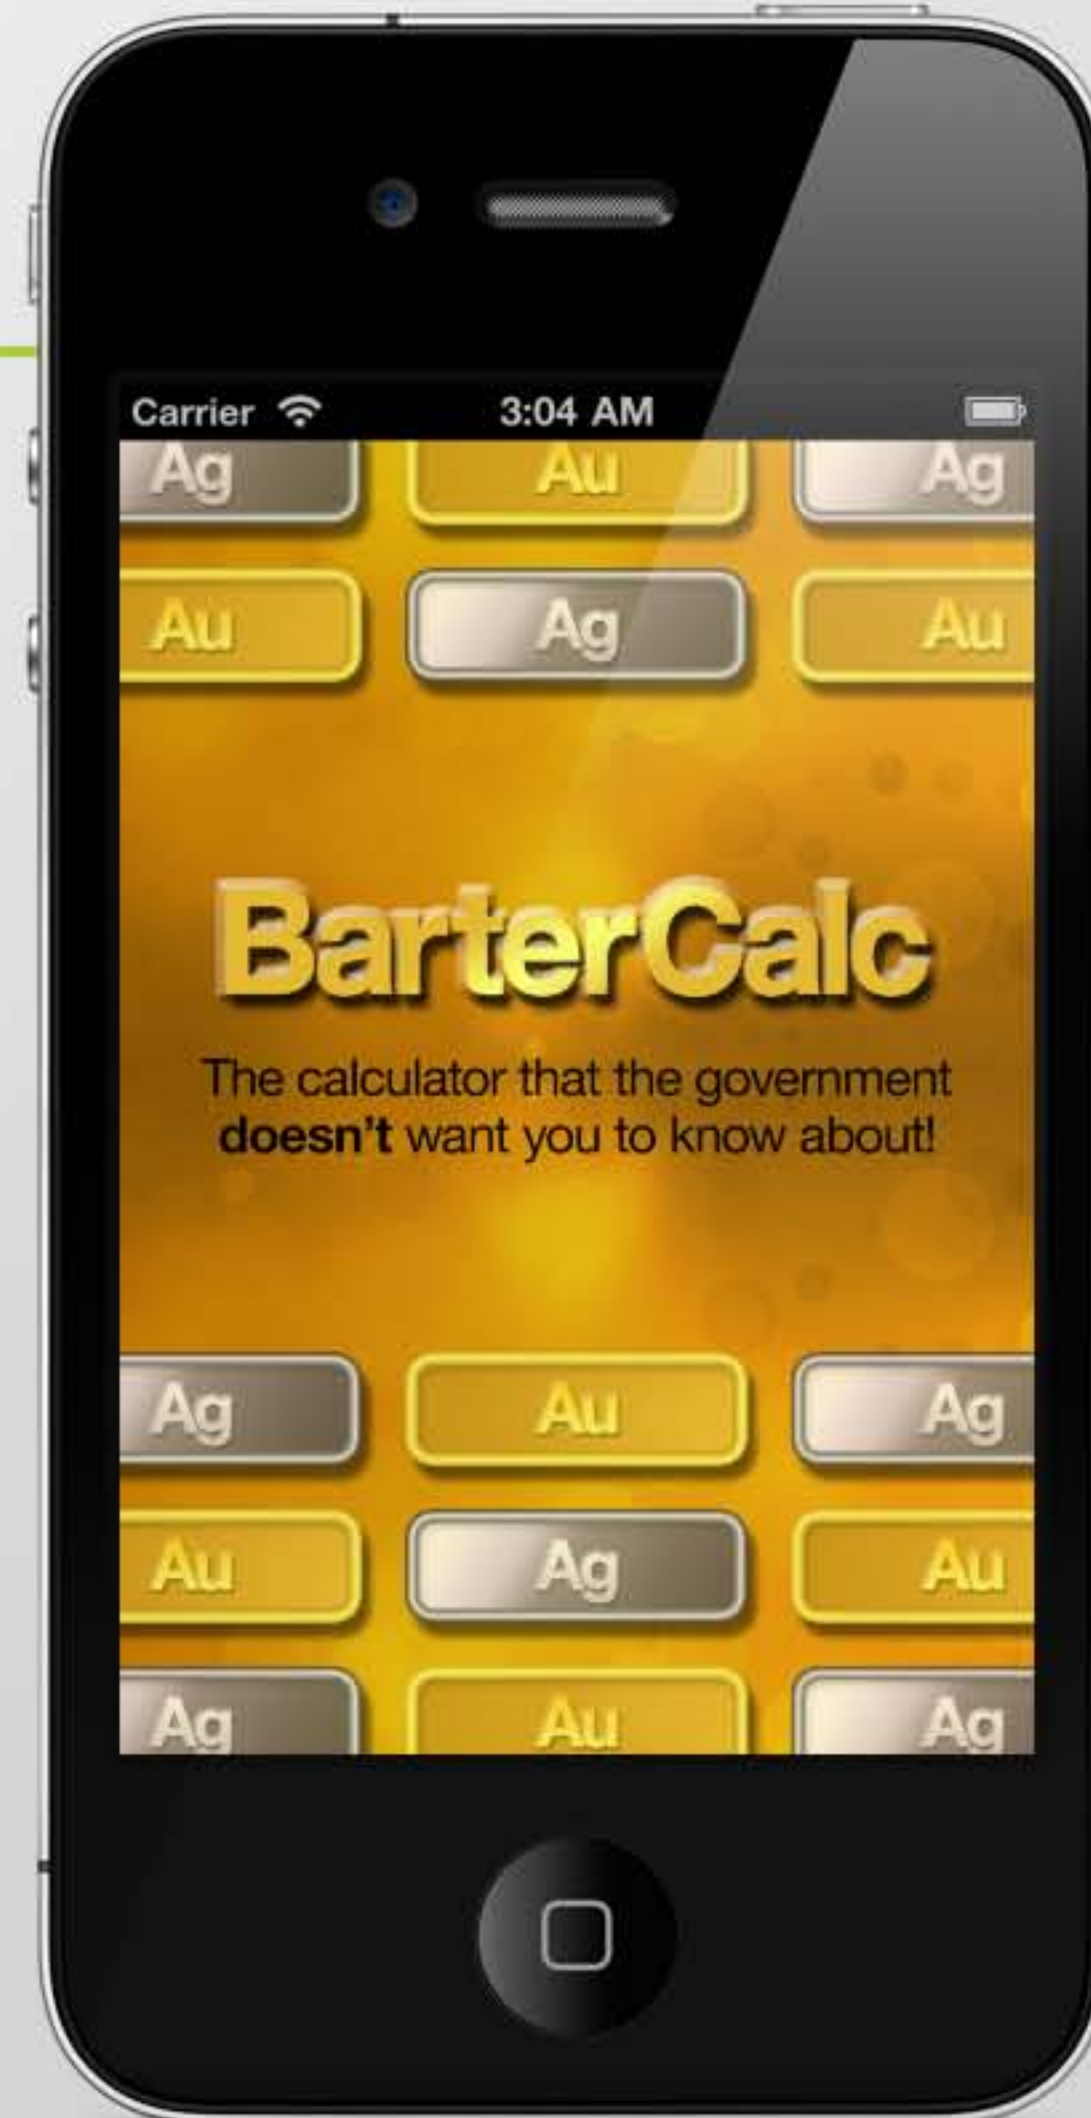 Carrier 3:04 AM
Ag Au Ag
Au Ag Au
BarterCalc
The calculator that the government
doesn't want you to know about!
Ag Au Ag
Au Ag Au
Ag Au Ag